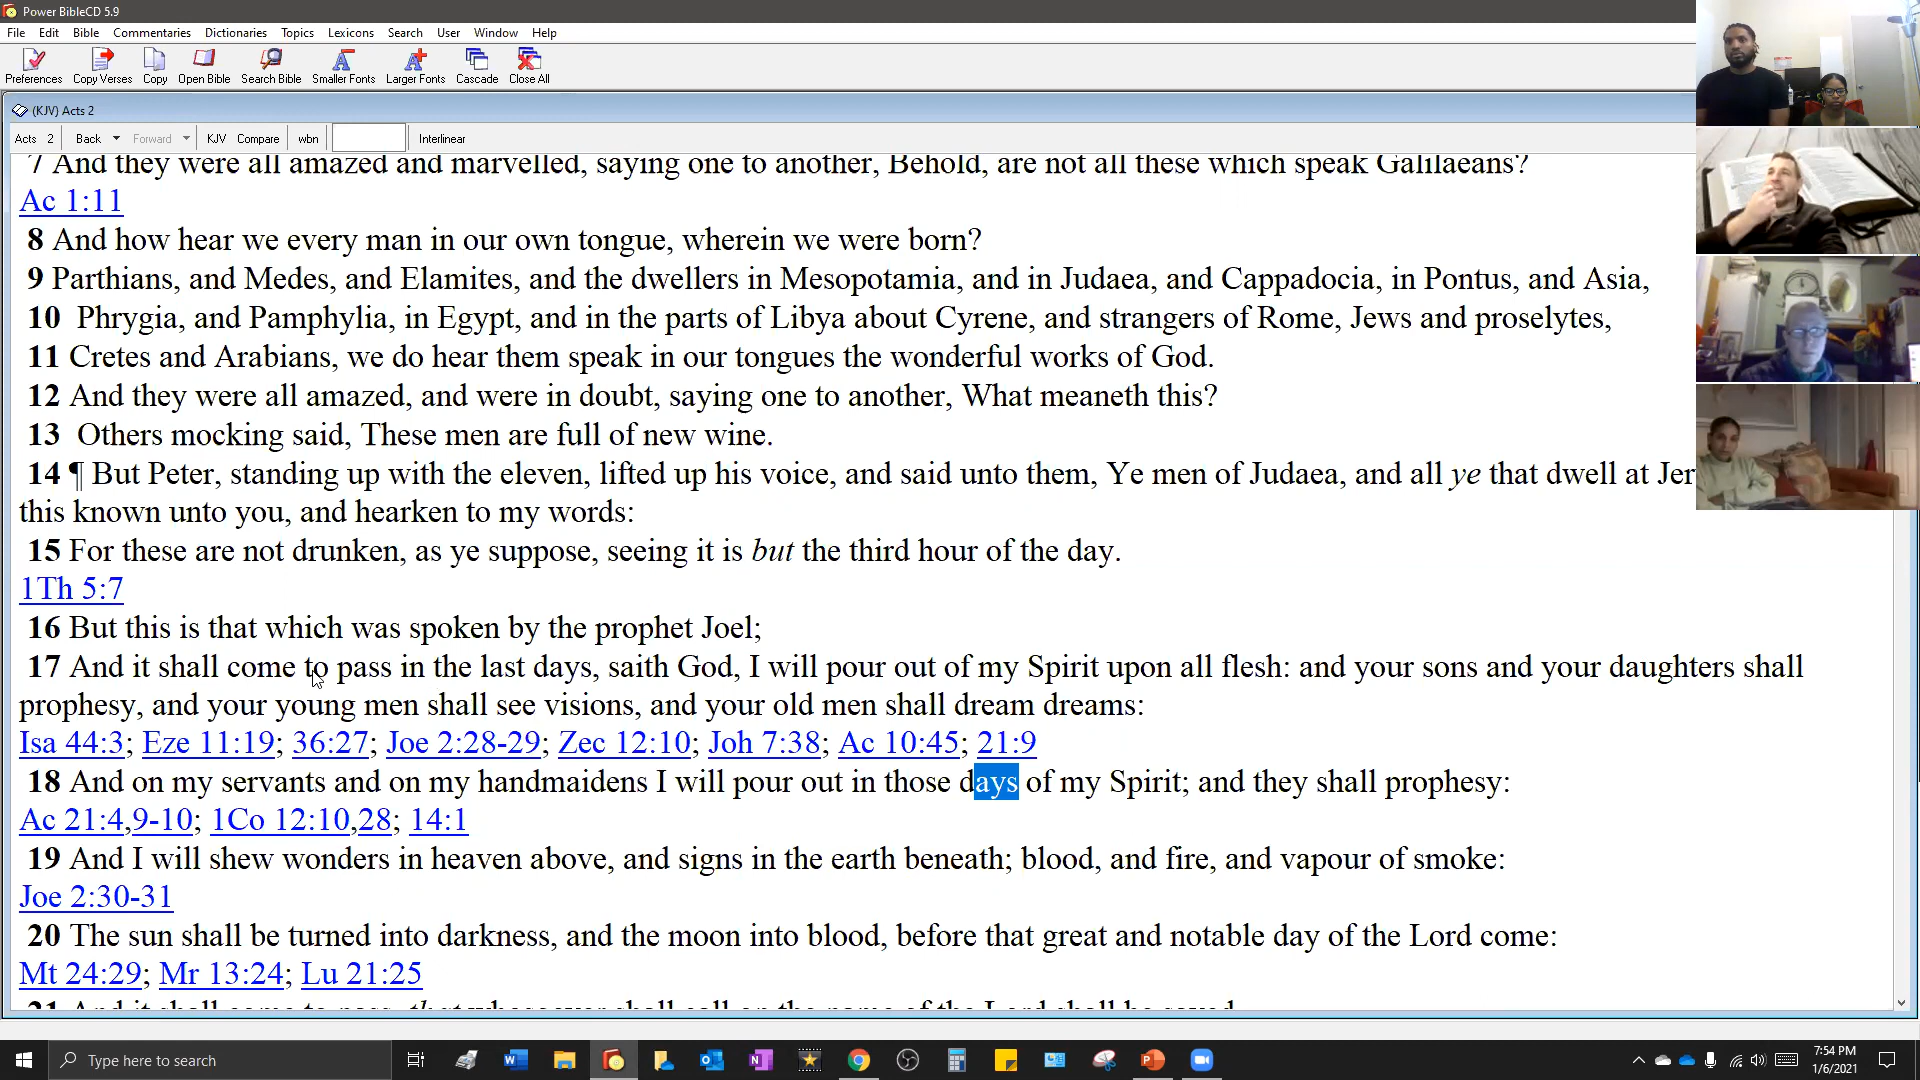 Power BibleCD 5.9
File Edit Bible Commentaries Dictionaries Topics Lexicons Search User Window Help
Preferences Copy Verses Copy Open Bible Search Bible Smaller Fonts Larger Fonts Cascade Close All
(KJV) Acts 2
Acts 2 Back Forward KJV Compare wbn Interlinear
7 And they were all amazed and marvelled, saying one to another, Behold, are not all these which speak Galilaeans?
Ac 1:11
8 And how hear we every man in our own tongue, wherein we were born?
9 Parthians, and Medes, and Elamites, and the dwellers in Mesopotamia, and in Judaea, and Cappadocia, in Pontus, and Asia,
10 Phrygia, and Pamphylia, in Egypt, and in the parts of Libya about Cyrene, and strangers of Rome, Jews and proselytes,
11 Cretes and Arabians, we do hear them speak in our tongues the wonderful works of God.
12 And they were all amazed, and were in doubt, saying one to another, What meaneth this?
13 Others mocking said, These men are full of new wine.
14 ¶ But Peter, standing up with the eleven, lifted up his voice, and said unto them, Ye men of Judaea, and all ye that dwell at Jer
this known unto you, and hearken to my words:
15 For these are not drunken, as ye suppose, seeing it is but the third hour of the day.
1Th 5:7
16 But this is that which was spoken by the prophet Joel;
17 And it shall come to pass in the last days, saith God, I will pour out of my Spirit upon all flesh: and your sons and your daughters shall
prophesy, and your young men shall see visions, and your old men shall dream dreams:
Isa 44:3; Eze 11:19; 36:27; Joe 2:28-29; Zec 12:10; Joh 7:38; Ac 10:45; 21:9
18 And on my servants and on my handmaidens I will pour out in those days of my Spirit; and they shall prophesy:
Ac 21:4,9-10; 1Co 12:10,28; 14:1
19 And I will shew wonders in heaven above, and signs in the earth beneath; blood, and fire, and vapour of smoke:
Joe 2:30-31
20 The sun shall be turned into darkness, and the moon into blood, before that great and notable day of the Lord come:
Mt 24:29; Mr 13:24; Lu 21:25
21 And it shall come to pass, that whosoever shall call on the name of the Lord shall be saved.
Type here to search
7:54 PM
1/6/2021